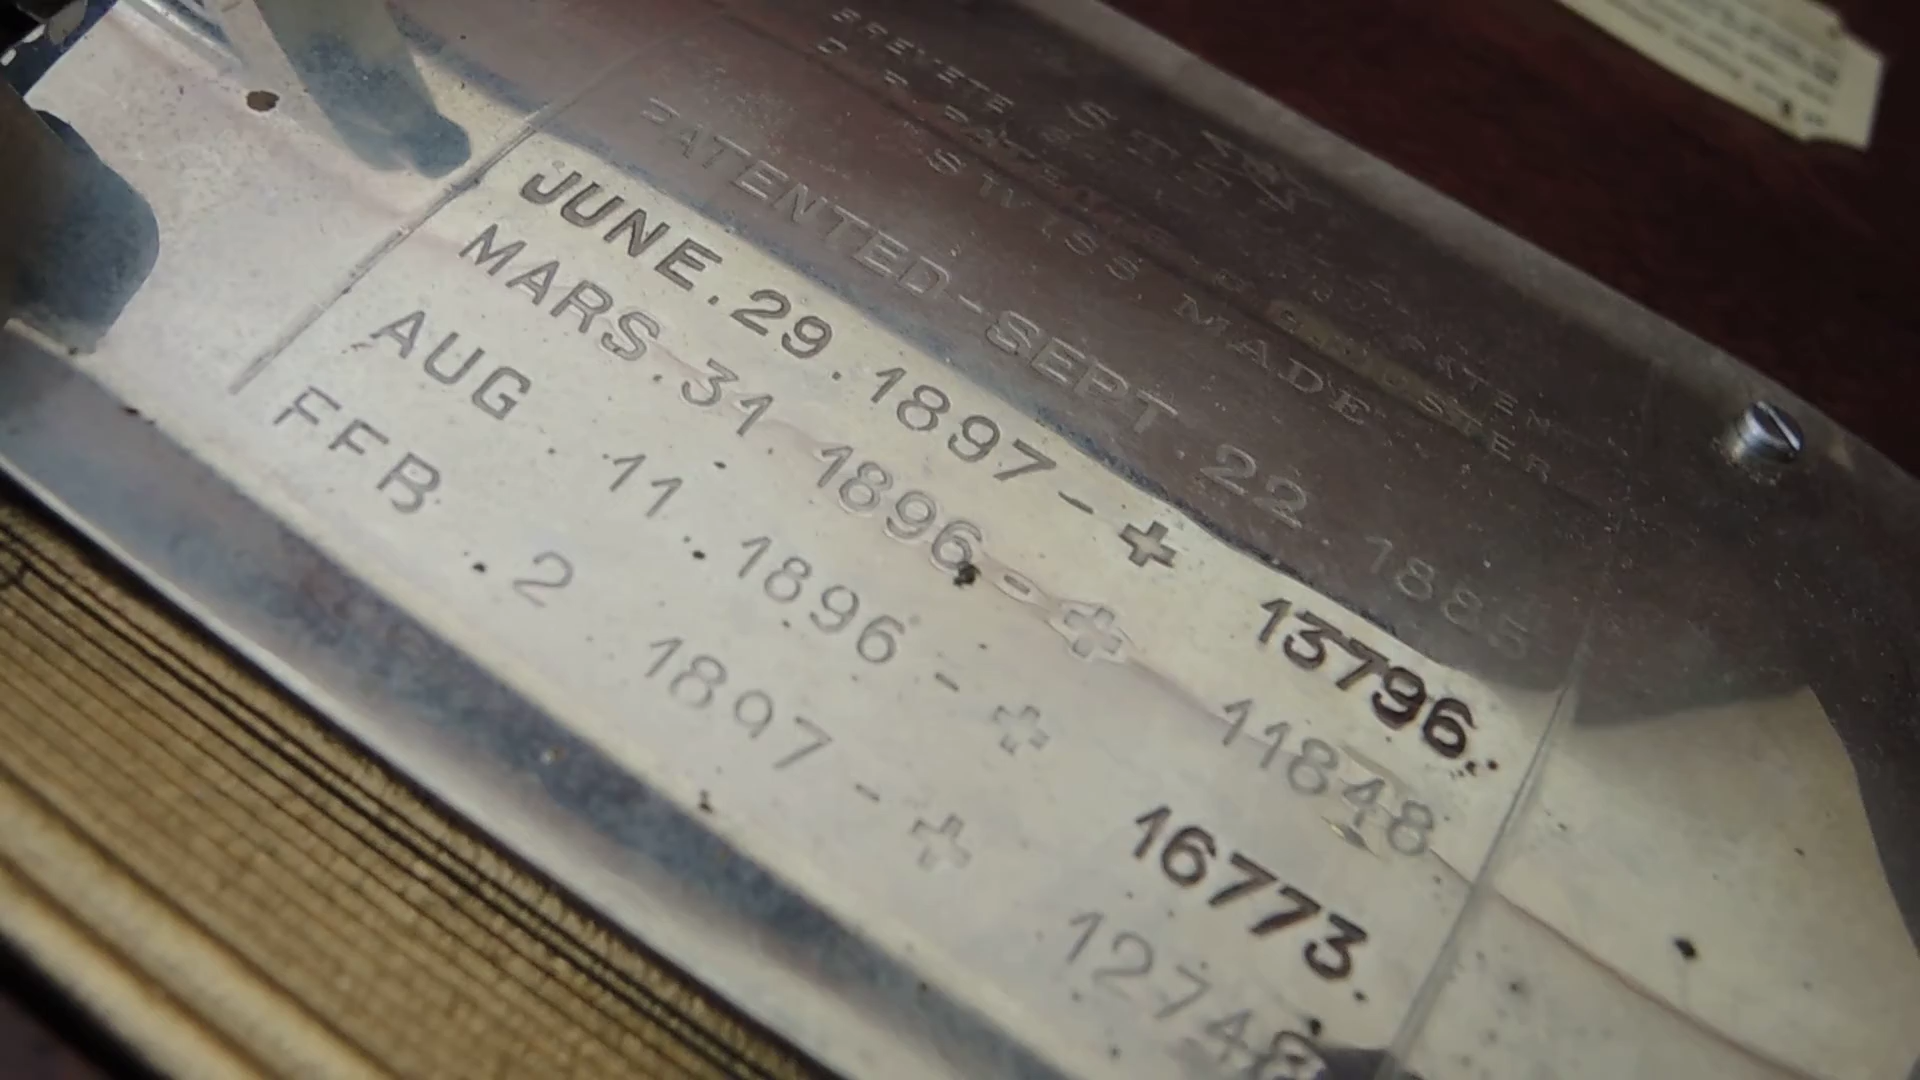 BREVETÉ
SWISS MADE
PATENTED-SEPT. 22 1885
JUNE. 29. 1897-+ 13796.
MARS. 31 1896-+ 11848
AUG. 11. 1896-+ 16773.
FEB. 2. 1897-+ 12748